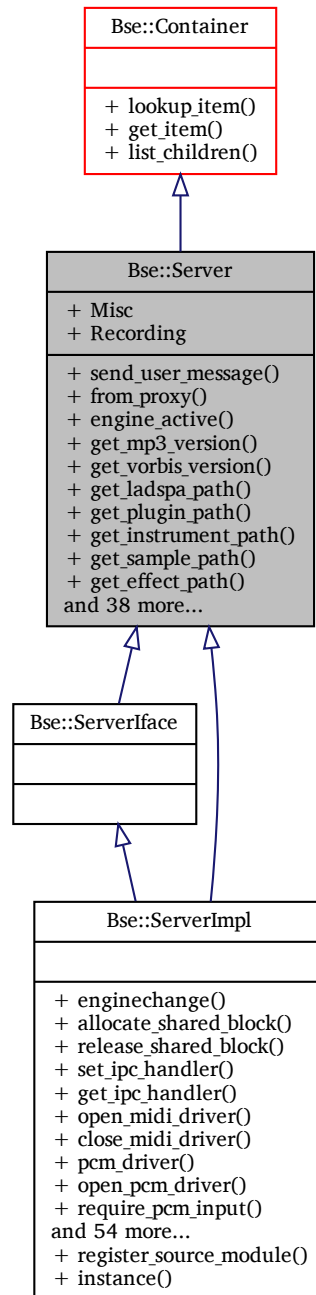 Bse::Container
+ lookup_item()
+ get_item()
+ list_children()
Bse::Server
+ Misc
+ Recording
+ send_user_message()
+ from_proxy()
+ engine_active()
+ get_mp3_version()
+ get_vorbis_version()
+ get_ladspa_path()
+ get_plugin_path()
+ get_instrument_path()
+ get_sample_path()
+ get_effect_path()
and 38 more...
Bse::ServerIface
Bse::ServerImpl
+ enginechange()
+ allocate_shared_block()
+ release_shared_block()
+ set_ipc_handler()
+ get_ipc_handler()
+ open_midi_driver()
+ close_midi_driver()
+ pcm_driver()
+ open_pcm_driver()
+ require_pcm_input()
and 54 more...
+ register_source_module()
+ instance()